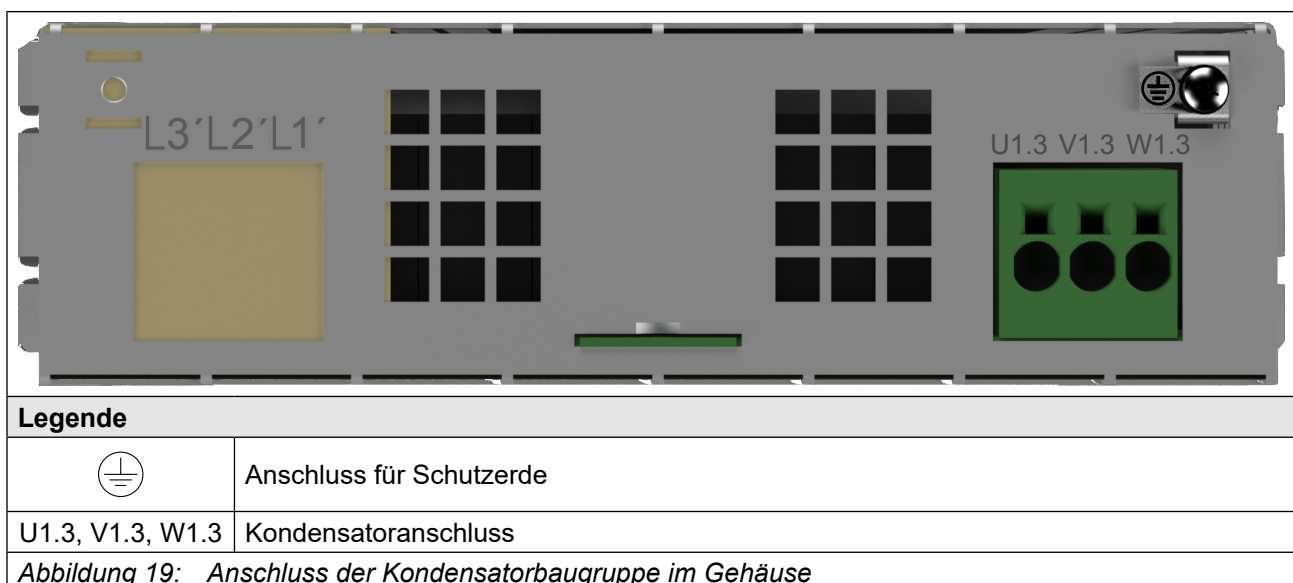 L3´L2´L1´
U1.3 V1.3 W1.3
Legende
Anschluss für Schutzerde
U1.3, V1.3, W1.3 Kondensatoranschluss
Abbildung 19: Anschluss der Kondensatorbaugruppe im Gehäuse